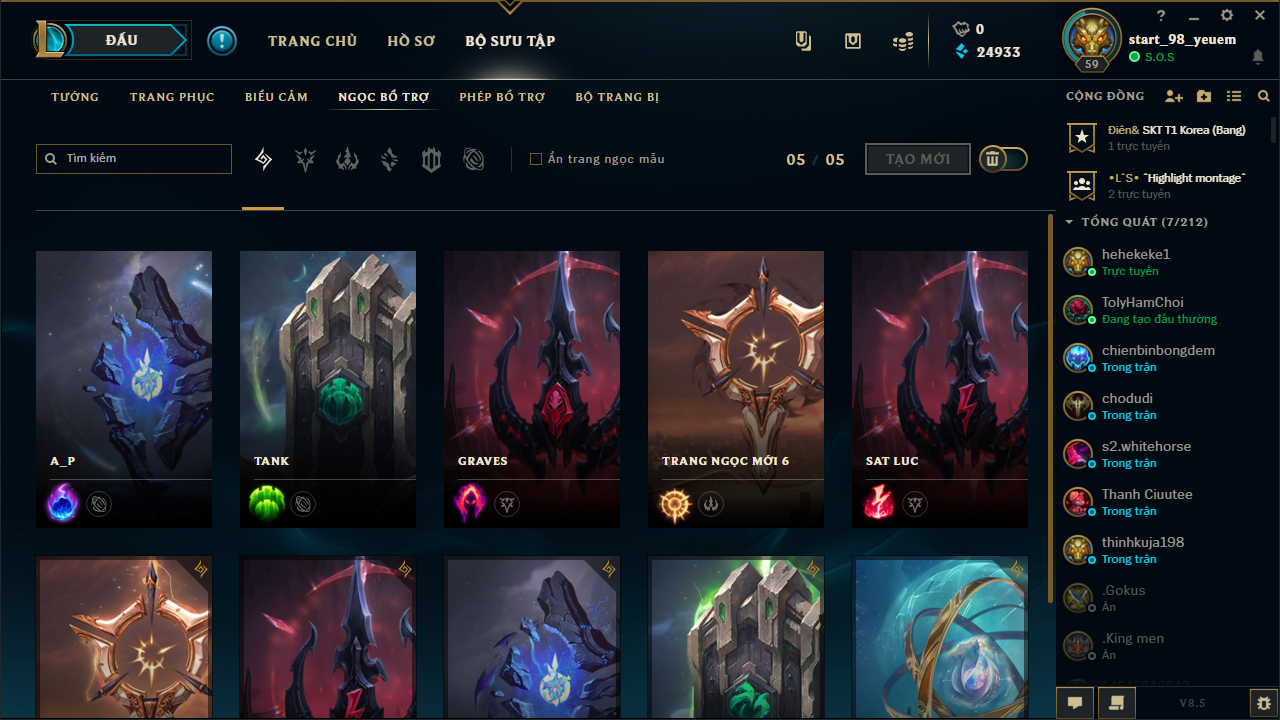 ĐẤU
TRANG CHỦ
HỒ SƠ
BỘ SƯU TẬP
0
24933
59
start_98_yeuem
S.O.S
TƯỚNG
TRANG PHỤC
BIỂU CẢM
NGỌC BỔ TRỢ
PHÉP BỔ TRỢ
BỘ TRANG BỊ
Tìm kiếm
Ẩn trang ngọc mẫu
05 / 05
TẠO MỚI
A_P
TANK
GRAVES
TRANG NGỌC MỚI 6
SAT LUC
CỘNG ĐỒNG
Điên& SKT T1 Korea (Bang)
1 trực tuyến
•LˆS• ˆHighlight montageˆ
2 trực tuyến
TỔNG QUÁT (7/212)
hehekeke1
Trực tuyến
TolyHamChoi
Đang tạo đấu thường
chienbinbongdem
Trong trận
chodudi
Trong trận
s2.whitehorse
Trong trận
Thanh Ciuutee
Trong trận
thinhkuja198
Trong trận
.Gokus
Ẩn
.King men
Ẩn
V8.5